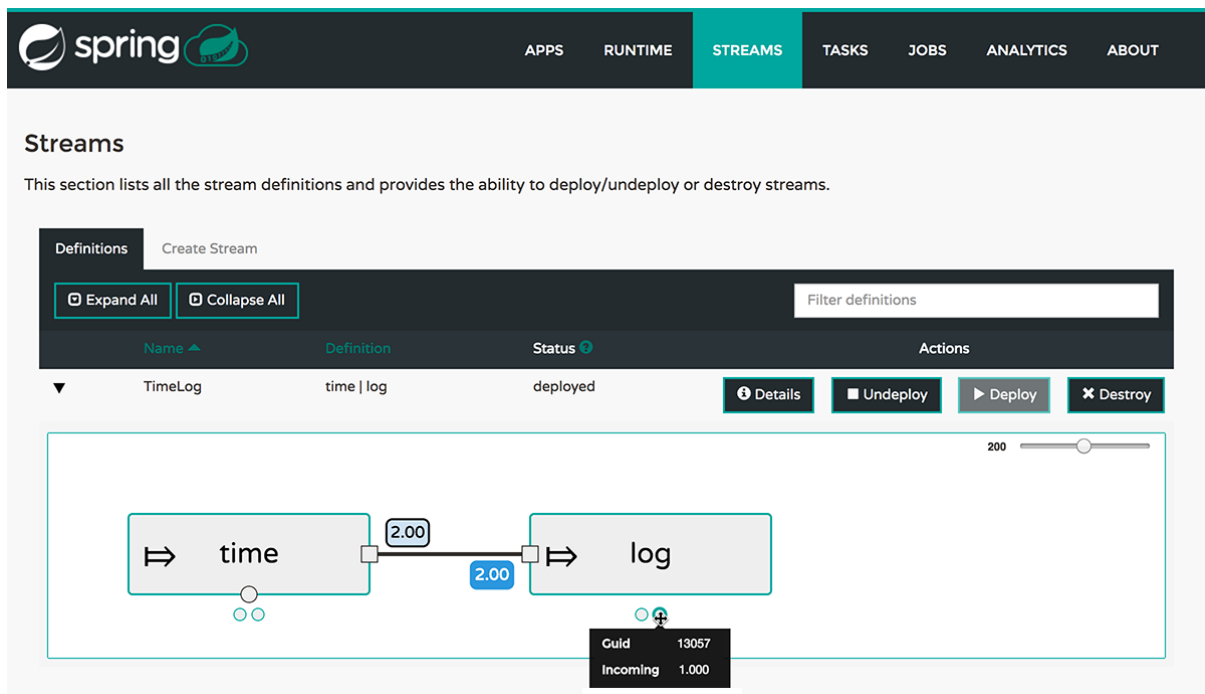 spring
APPS RUNTIME STREAMS TASKS JOBS ANALYTICS ABOUT
Streams
This section lists all the stream definitions and provides the ability to deploy/undeploy or destroy streams.
Definitions Create Stream
Expand All Collapse All Filter definitions
Name Definition Status ? Actions
TimeLog time | log deployed Details Undeploy Deploy Destroy
200
time 2.00 log
2.00
Guid 13057
Incoming 1.000